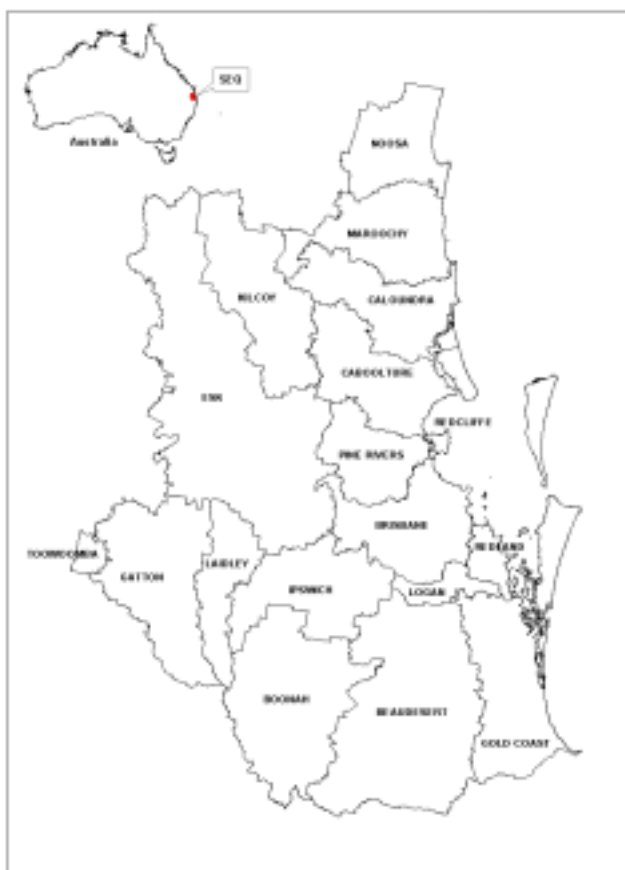 SEQ
Australia
NOOSA
MAROOCHY
KILCOY
CALOUNDRA
CABOOLTURE
ESK
REDCLIFFE
PINE RIVERS
BRISBANE
REDLAND
TOOWOOMBA
GATTON
LAIDLEY
IPSWICH
LOGAN
BOONAH
BEAUDESERT
GOLD COAST